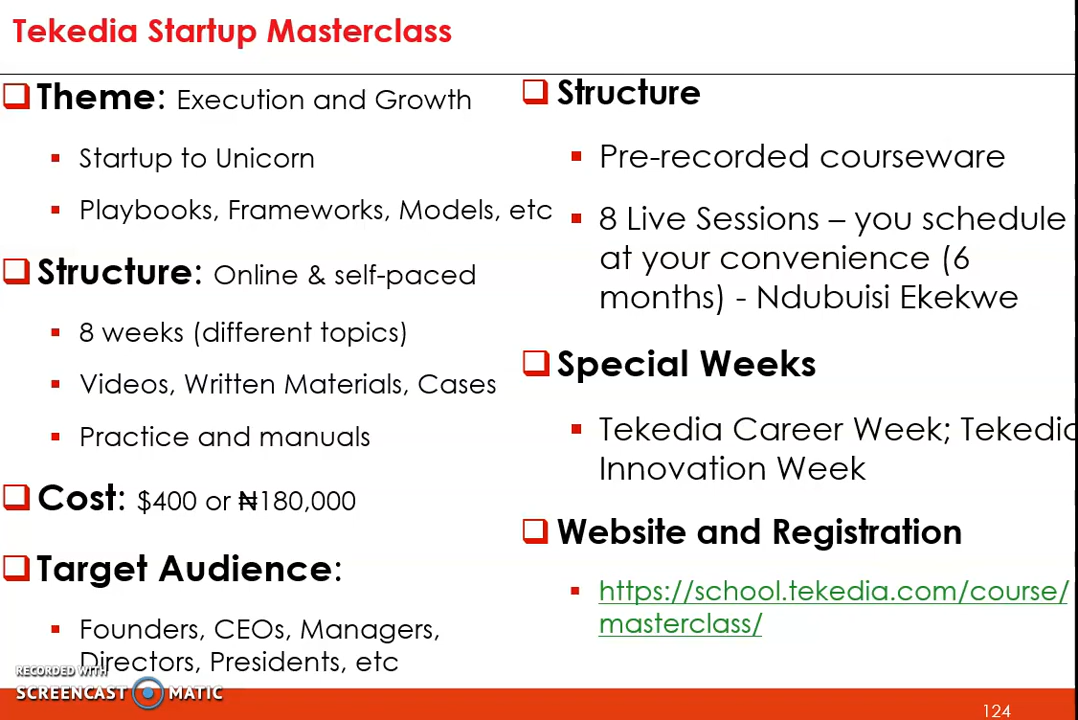 Tekedia Startup Masterclass
Theme: Execution and Growth
Startup to Unicorn
Playbooks, Frameworks, Models, etc
Structure: Online & self-paced
8 weeks (different topics)
Videos, Written Materials, Cases
Practice and manuals
Cost: $400 or ₦180,000
Target Audience:
Founders, CEOs, Managers,
Directors, Presidents, etc
Structure
Pre-recorded courseware
8 Live Sessions – you schedule
at your convenience (6
months) - Ndubuisi Ekekwe
Special Weeks
Tekedia Career Week; Tekedia
Innovation Week
Website and Registration
https://school.tekedia.com/course/
masterclass/
RECORDED WITH
SCREENCAST MATIC
124